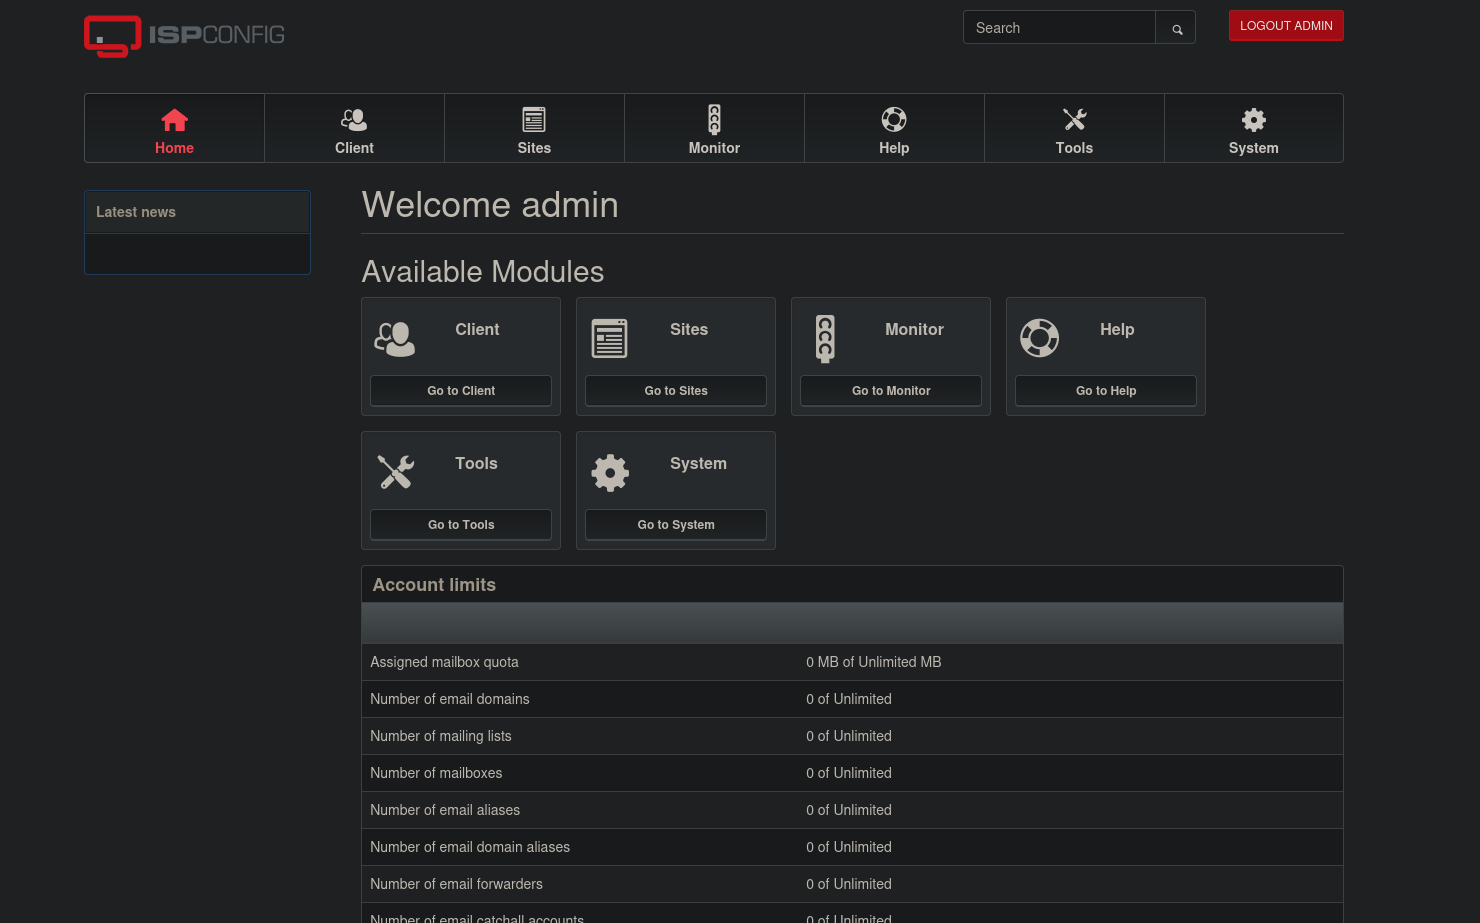 ISPCONFIG
Search
LOGOUT ADMIN
Home
Client
Sites
Monitor
Help
Tools
System
Latest news
Welcome admin
Available Modules
Client
Sites
Monitor
Help
Go to Client
Go to Sites
Go to Monitor
Go to Help
Tools
System
Go to Tools
Go to System
Account limits
Assigned mailbox quota 0 MB of Unlimited MB
Number of email domains 0 of Unlimited
Number of mailing lists 0 of Unlimited
Number of mailboxes 0 of Unlimited
Number of email aliases 0 of Unlimited
Number of email domain aliases 0 of Unlimited
Number of email forwarders 0 of Unlimited
Number of email catchall accounts 0 of Unlimited